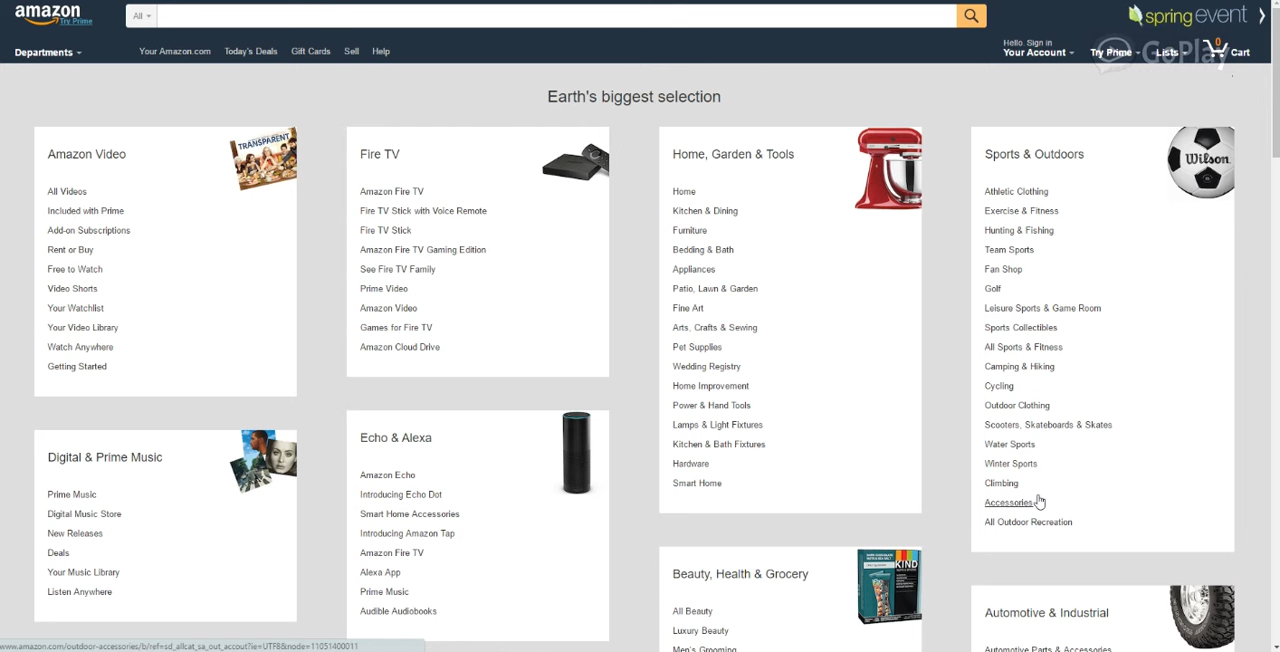 amazon
Try Prime
All
spring event
Departments
Your Amazon.com
Today's Deals
Gift Cards
Sell
Help
Hello. Sign in
Your Account
Try Prime
Lists
0
Cart
GoPlay
Earth's biggest selection
Amazon Video
TRANSPARENT
All Videos
Included with Prime
Add-on Subscriptions
Rent or Buy
Free to Watch
Video Shorts
Your Watchlist
Your Video Library
Watch Anywhere
Getting Started
Digital & Prime Music
Prime Music
Digital Music Store
New Releases
Deals
Your Music Library
Listen Anywhere
Fire TV
Amazon Fire TV
Fire TV Stick with Voice Remote
Fire TV Stick
Amazon Fire TV Gaming Edition
See Fire TV Family
Prime Video
Amazon Video
Games for Fire TV
Amazon Cloud Drive
Echo & Alexa
Amazon Echo
Introducing Echo Dot
Smart Home Accessories
Introducing Amazon Tap
Amazon Fire TV
Alexa App
Prime Music
Audible Audiobooks
Home, Garden & Tools
Home
Kitchen & Dining
Furniture
Bedding & Bath
Appliances
Patio, Lawn & Garden
Fine Art
Arts, Crafts & Sewing
Pet Supplies
Wedding Registry
Home Improvement
Power & Hand Tools
Lamps & Light Fixtures
Kitchen & Bath Fixtures
Hardware
Smart Home
Beauty, Health & Grocery
KIND
All Beauty
Luxury Beauty
Men's Grooming
Sports & Outdoors
Wilson
Athletic Clothing
Exercise & Fitness
Hunting & Fishing
Team Sports
Fan Shop
Golf
Leisure Sports & Game Room
Sports Collectibles
All Sports & Fitness
Camping & Hiking
Cycling
Outdoor Clothing
Scooters, Skateboards & Skates
Water Sports
Winter Sports
Climbing
Accessories
All Outdoor Recreation
Automotive & Industrial
Automotive Parts & Accessories
www.amazon.com/outdoor-accessories/b/ref=sd_allcat_sa_out_accout?ie=UTF8&node=11051400011